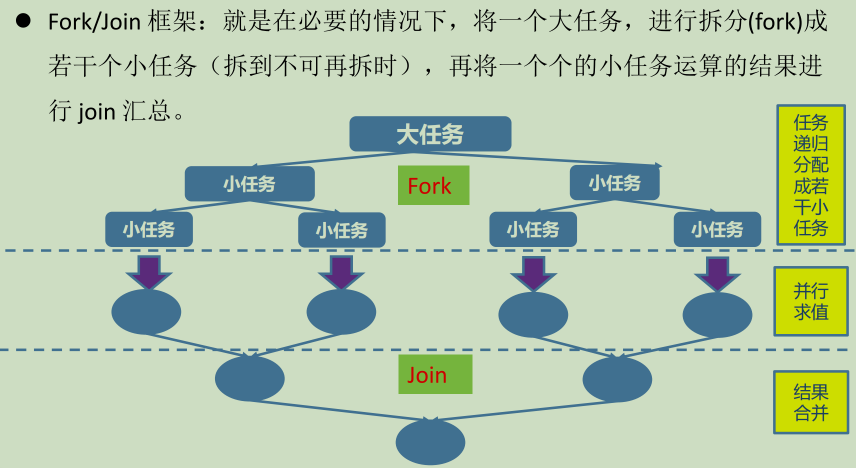 ● Fork/Join 框架：就是在必要的情况下，将一个大任务，进行拆分(fork)成
若干个小任务（拆到不可再拆时），再将一个个的小任务运算的结果进
行 join 汇总。
大任务
小任务
Fork
小任务
小任务
小任务
小任务
小任务
任务
递归
分配
成若
干小
任务
并行
求值
Join
结果
合并